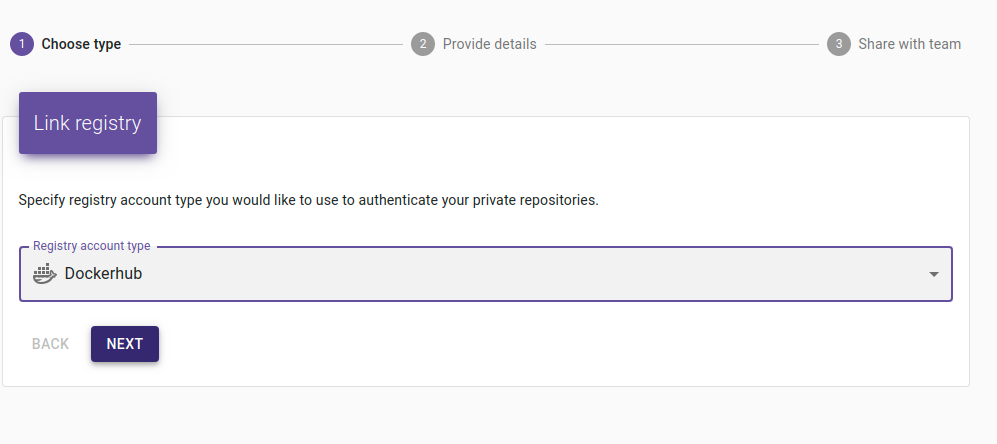 1 Choose type 2 Provide details 3 Share with team
Link registry
Specify registry account type you would like to use to authenticate your private repositories.
Registry account type
Dockerhub
BACK NEXT